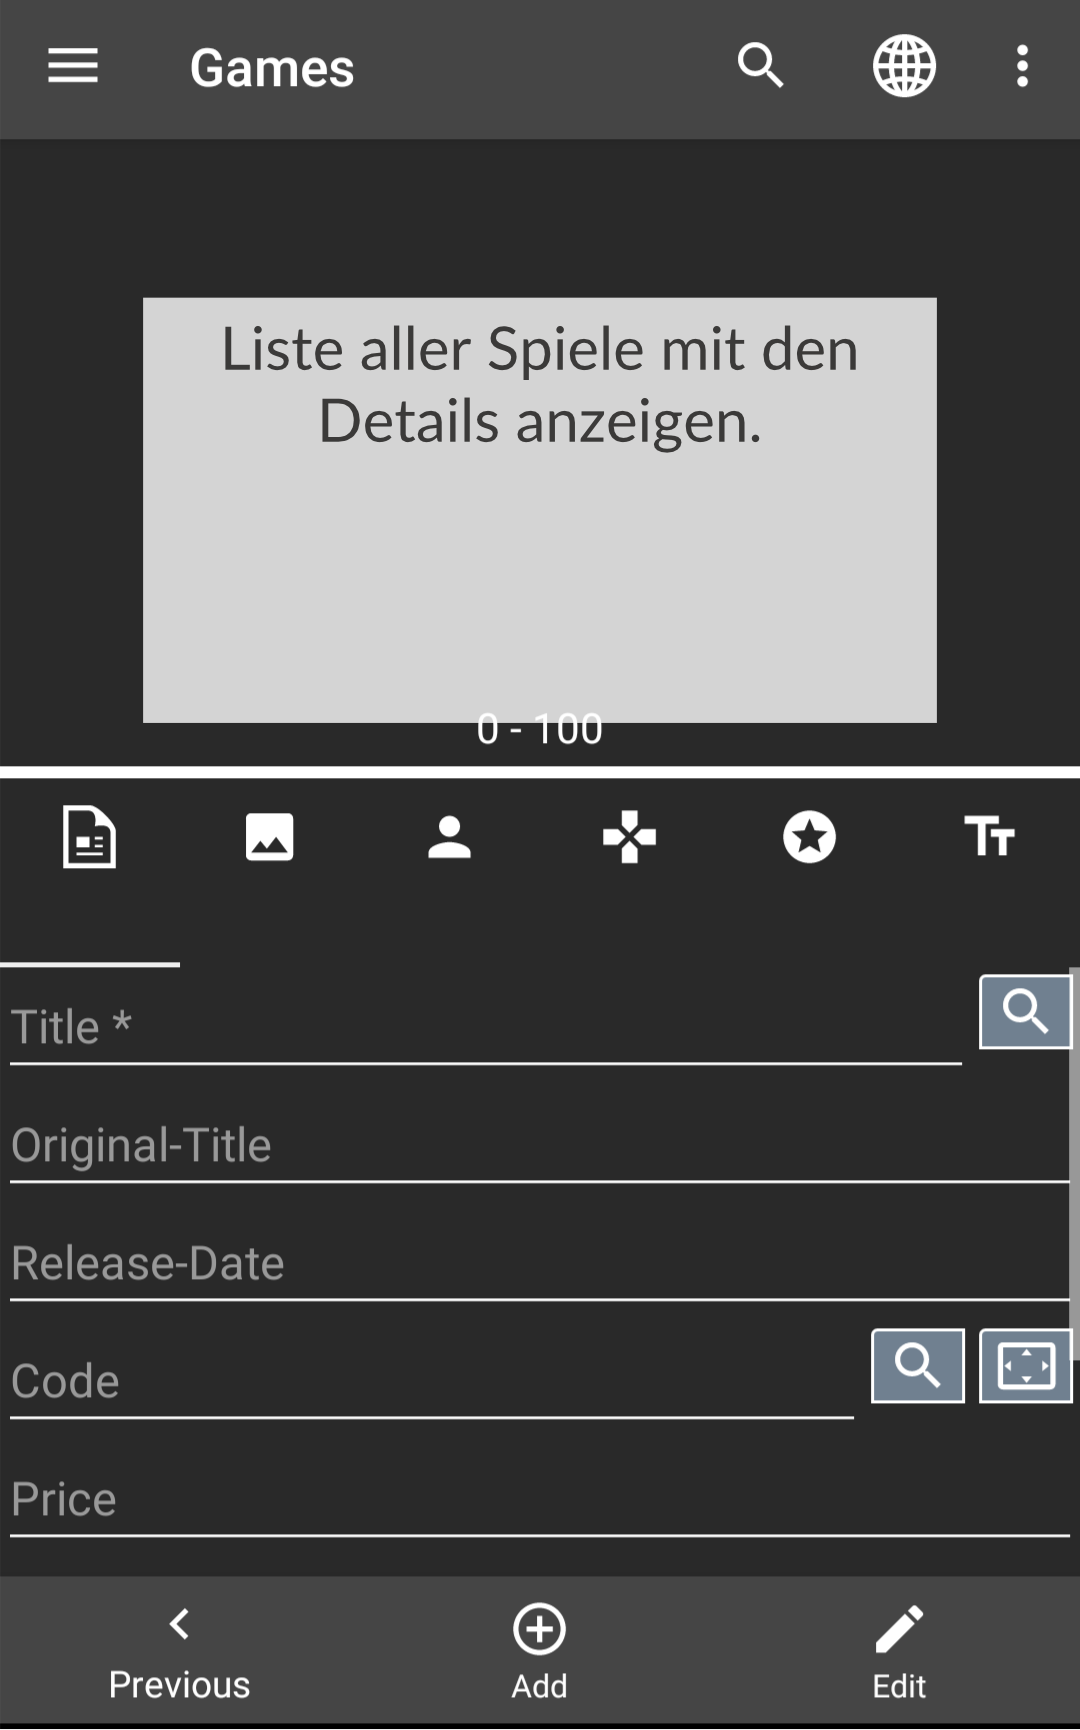 Games
Liste aller Spiele mit den
Details anzeigen.
0 - 100
Title *
Original-Title
Release-Date
Code
Price
Previous
Add
Edit